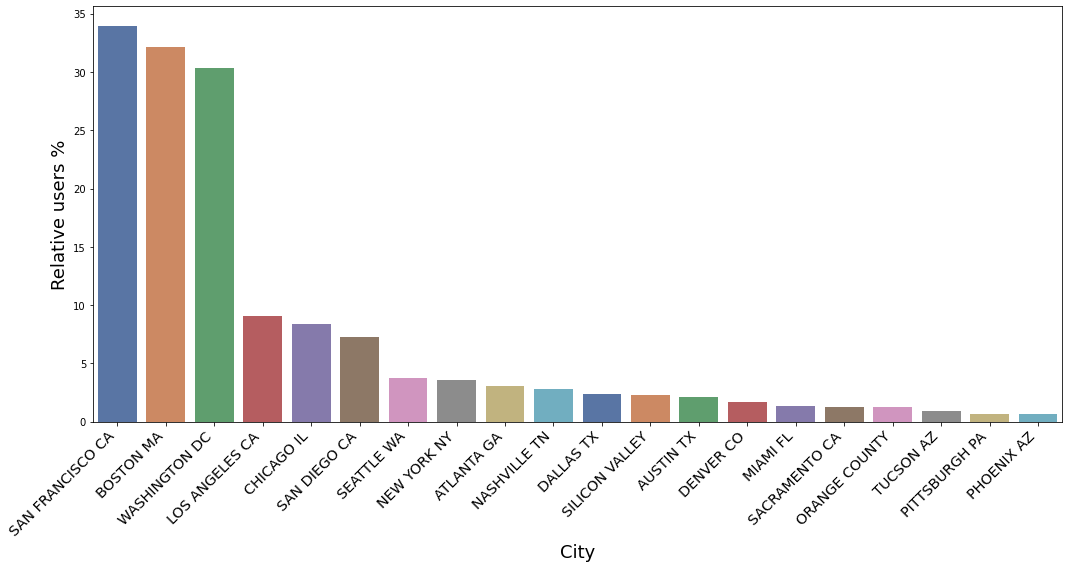 Relative users %
35
30
25
20
15
10
5
0
SAN FRANCISCO CA
BOSTON MA
WASHINGTON DC
LOS ANGELES CA
CHICAGO IL
SAN DIEGO CA
SEATTLE WA
NEW YORK NY
ATLANTA GA
NASHVILLE TN
DALLAS TX
SILICON VALLEY
AUSTIN TX
DENVER CO
MIAMI FL
SACRAMENTO CA
ORANGE COUNTY
TUCSON AZ
PITTSBURGH PA
PHOENIX AZ
City